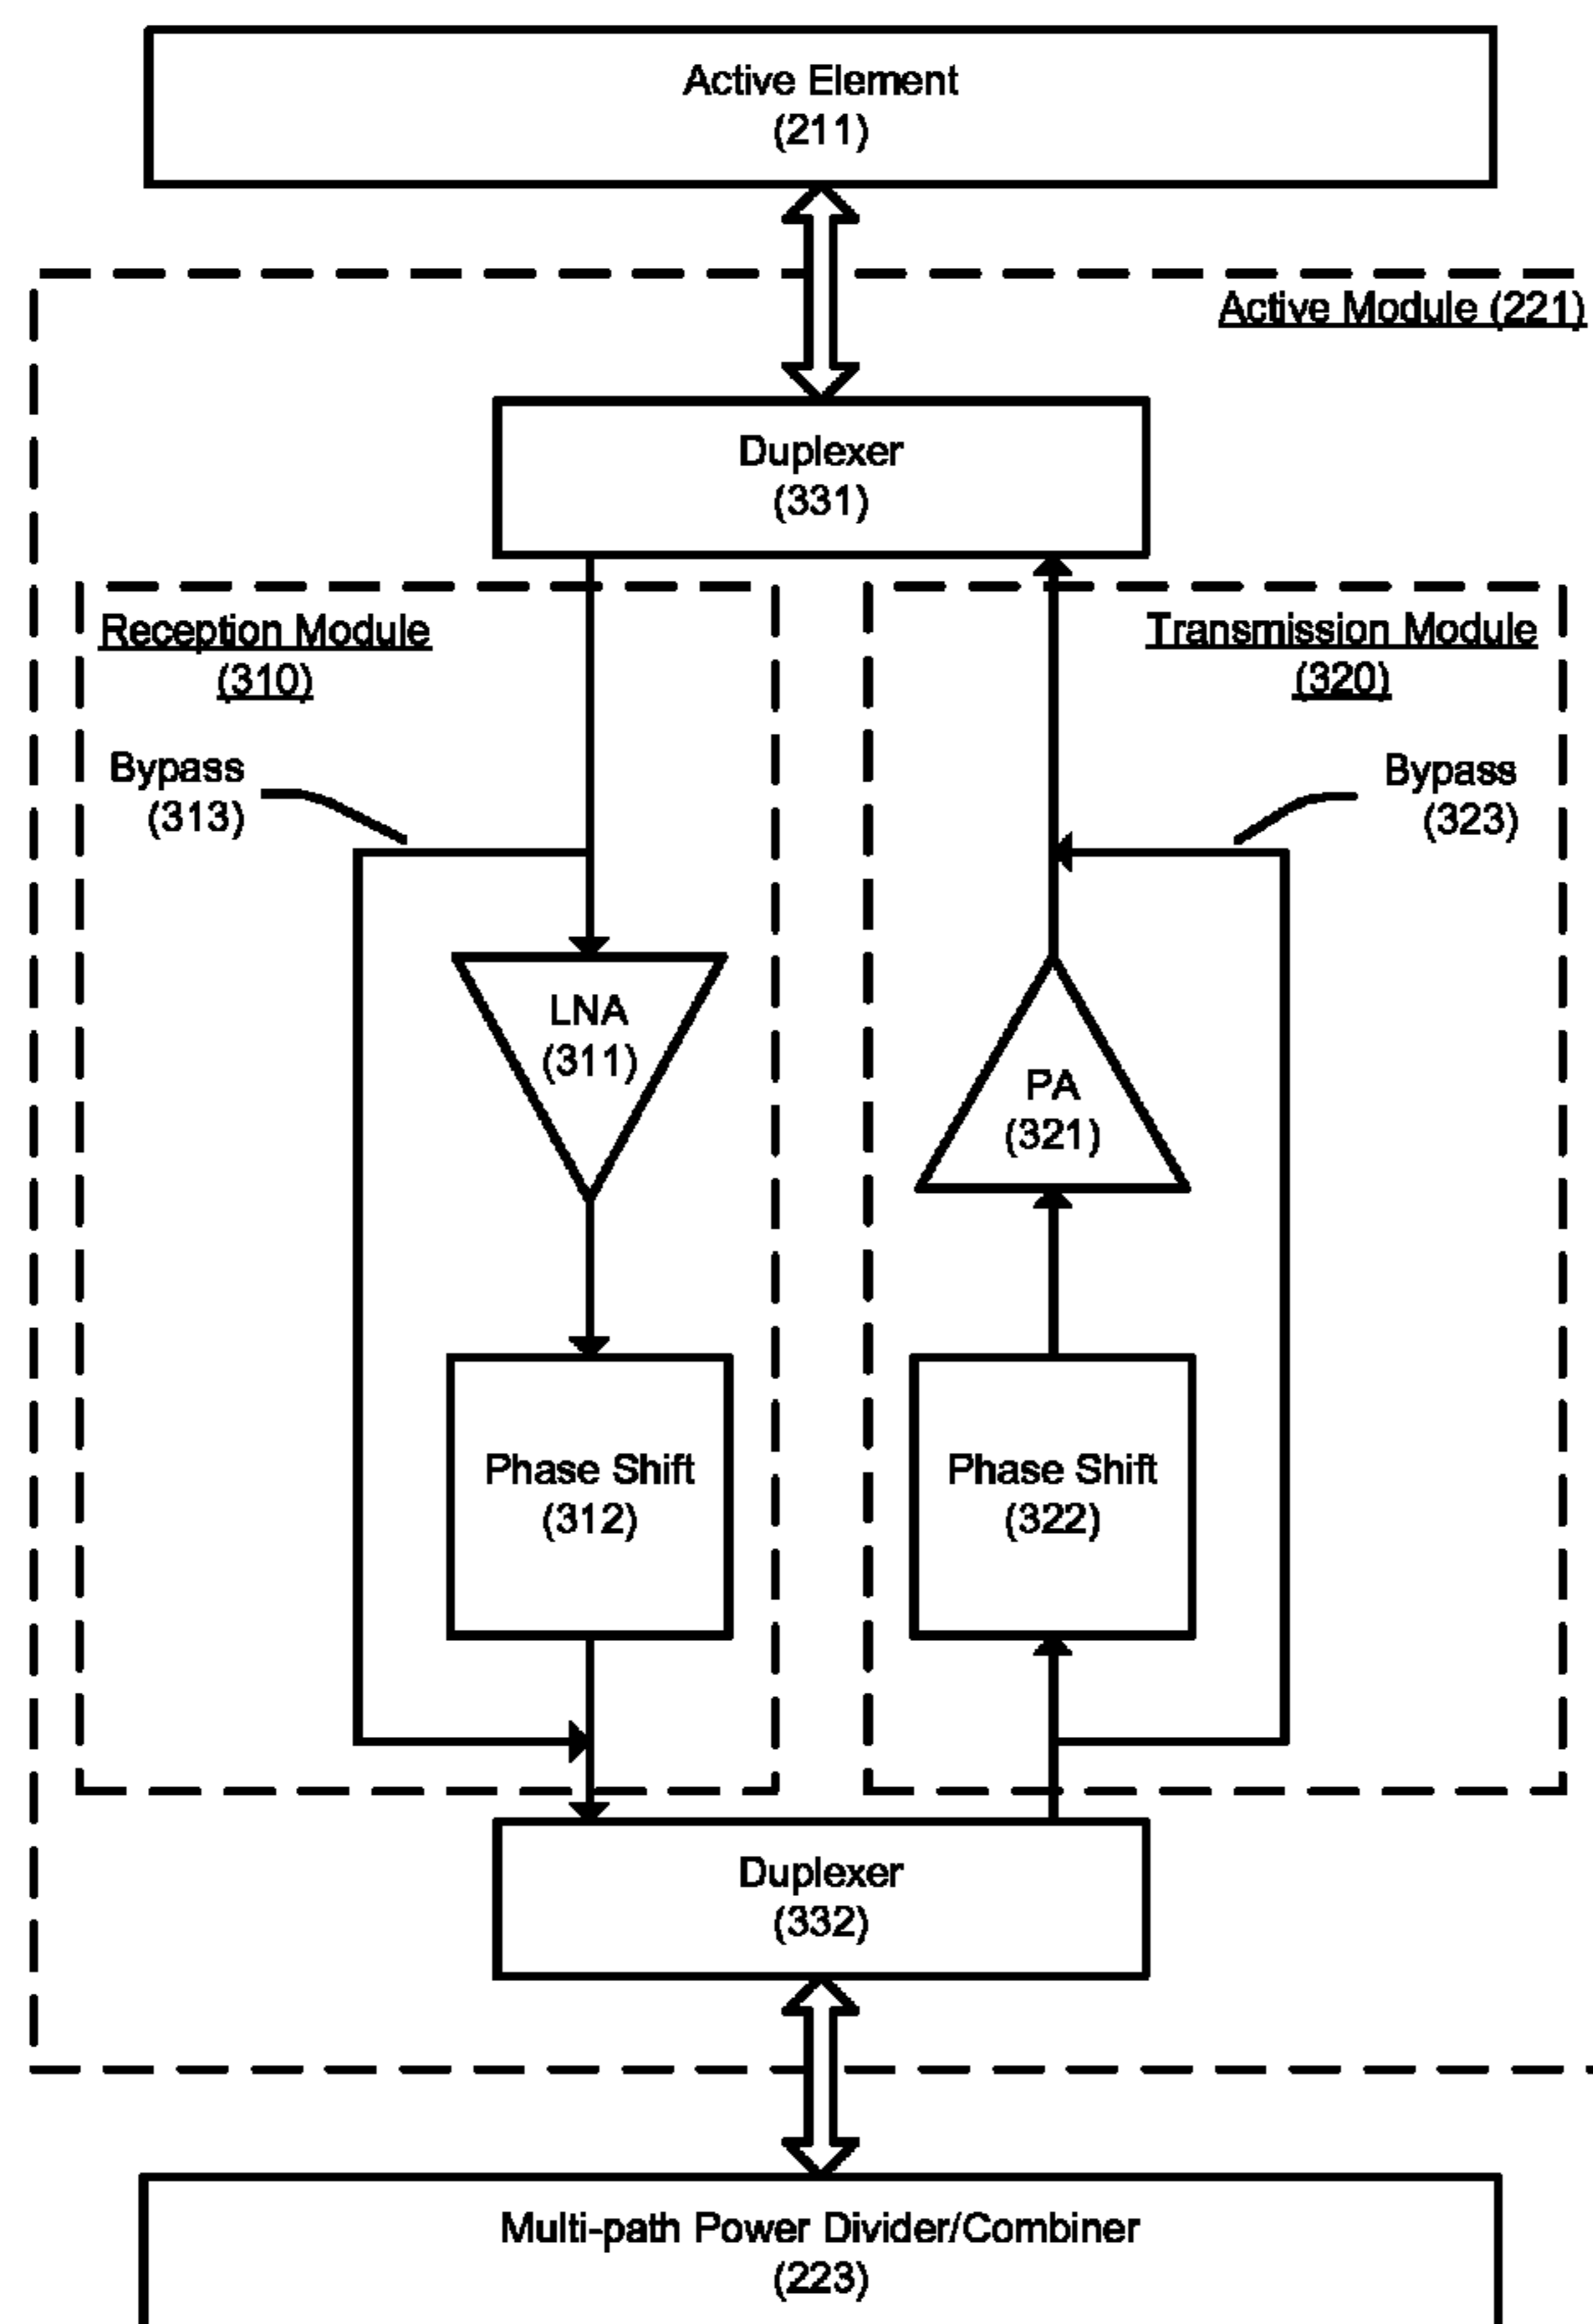 Active Element
(211)
Active Module (221)
Duplexer
(331)
Reception Module
(310)
Transmission Module
(320)
Bypass
(313)
Bypass
(323)
LNA
(311)
PA
(321)
Phase Shift
(312)
Phase Shift
(322)
Duplexer
(332)
Multi-path Power Divider/Combiner
(223)